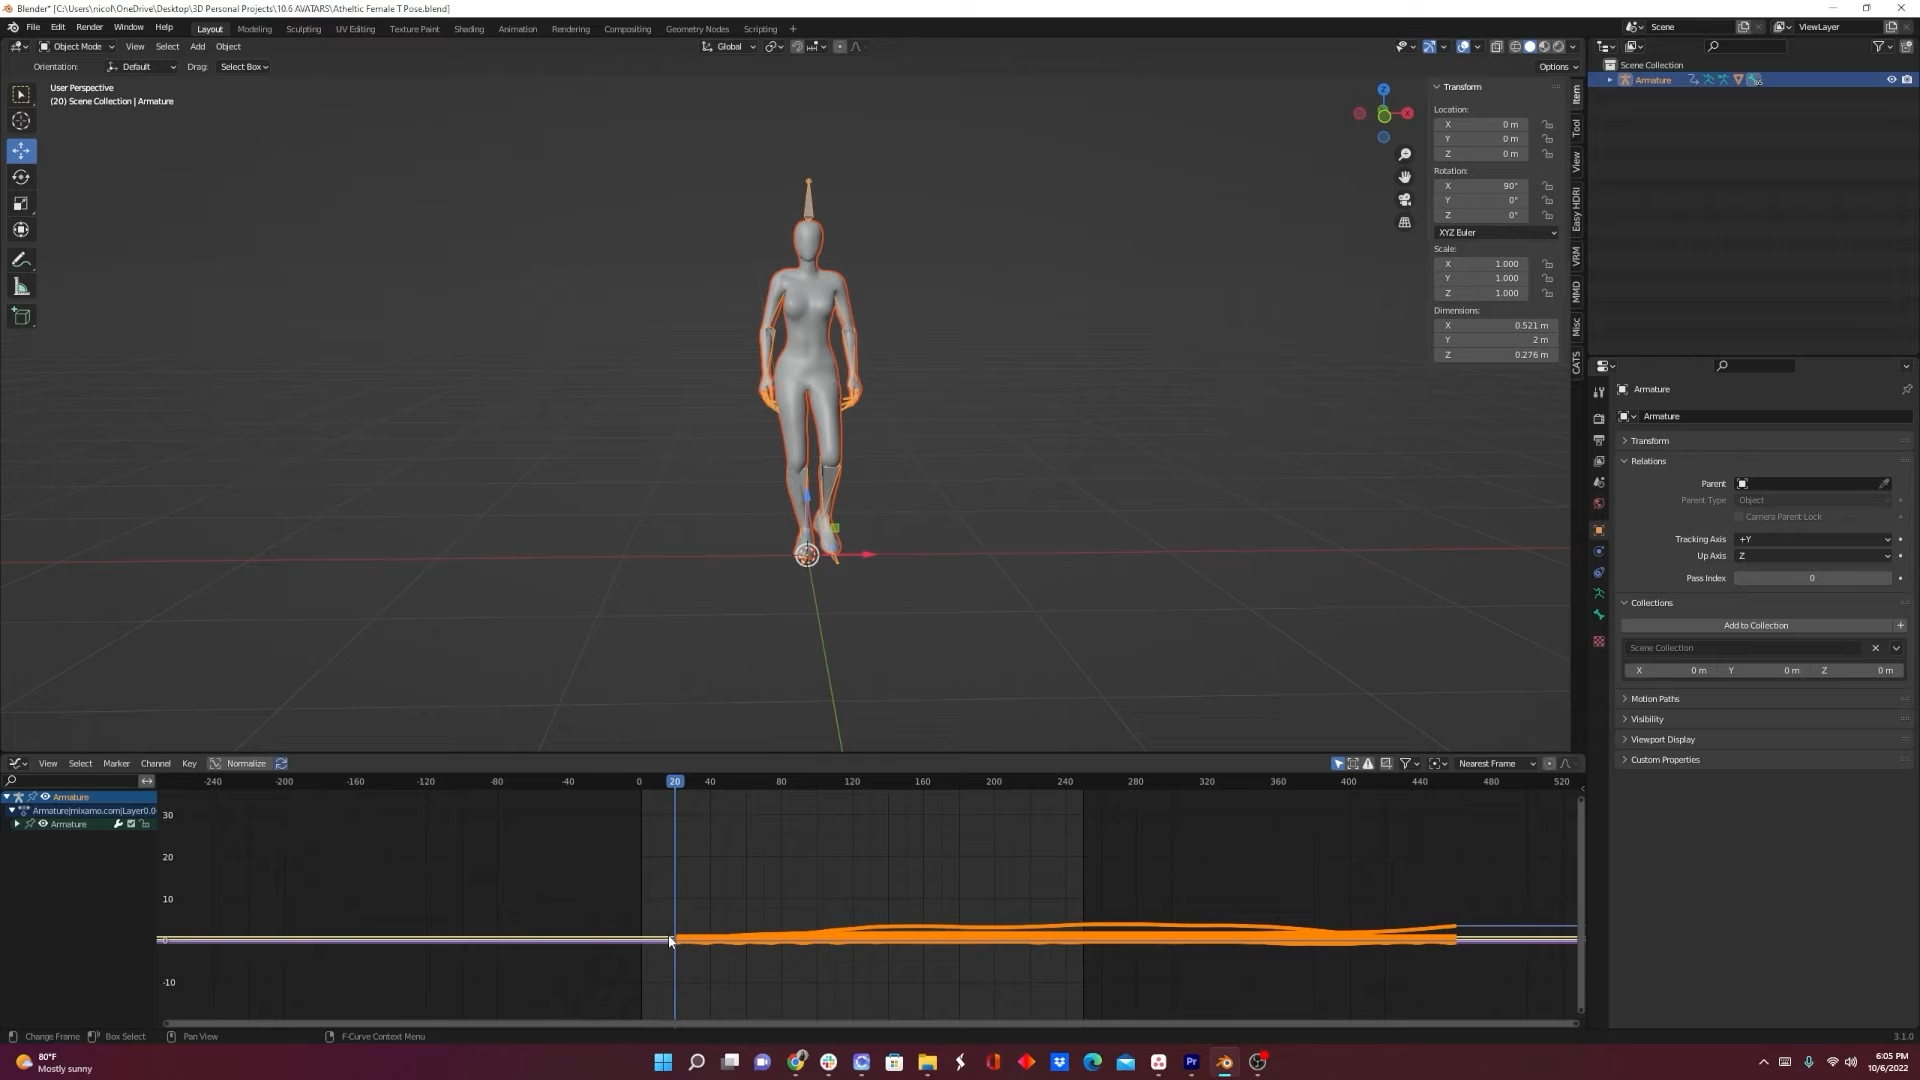 Blender* [C:\Users\nicol\OneDrive\Desktop\3D Personal Projects\10.6 AVATARS\Atheltic Female T Pose.blend]
File Edit Render Window Help Layout Modeling Sculpting UV Editing Texture Paint Shading Animation Rendering Compositing Geometry Nodes Scripting +
Scene
ViewLayer
Object Mode View Select Add Object
Global
Orientation: Default Drag: Select Box
Options
User Perspective
(20) Scene Collection | Armature
Z
X
Transform
Location:
X 0 m
Y 0 m
Z 0 m
Rotation:
X 90°
Y 0°
Z 0°
XYZ Euler
Scale:
X 1.000
Y 1.000
Z 1.000
Dimensions:
X 0.521 m
Y 2 m
Z 0.276 m
Item
Tool
View
Easy HDRI
VRM
MMD
Misc
CATS
Scene Collection
Armature
Armature
Armature
Transform
Relations
Parent
Parent Type Object
Camera Parent Lock
Tracking Axis +Y
Up Axis Z
Pass Index 0
Collections
Add to Collection +
Scene Collection
X 0 m Y 0 m Z 0 m
Motion Paths
Visibility
Viewport Display
Custom Properties
View Select Marker Channel Key Normalize
Nearest Frame
-240 -200 -160 -120 -80 -40 0 20 40 80 120 160 200 240 280 320 360 400 440 480 520
Armature
Armature|mixamo.com|Layer0.0
Armature
30
20
10
0
-10
Change Frame Box Select Pan View F-Curve Context Menu
3.1.0
80°F
Mostly sunny
6:05 PM
10/6/2022